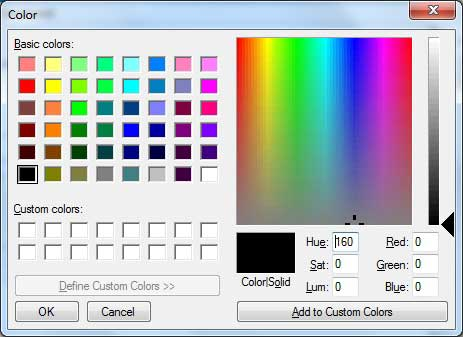 Color
Basic colors:
Custom colors:
Define Custom Colors >>
OK
Cancel
Color|Solid
Hue: 160
Sat: 0
Lum: 0
Red: 0
Green: 0
Blue: 0
Add to Custom Colors